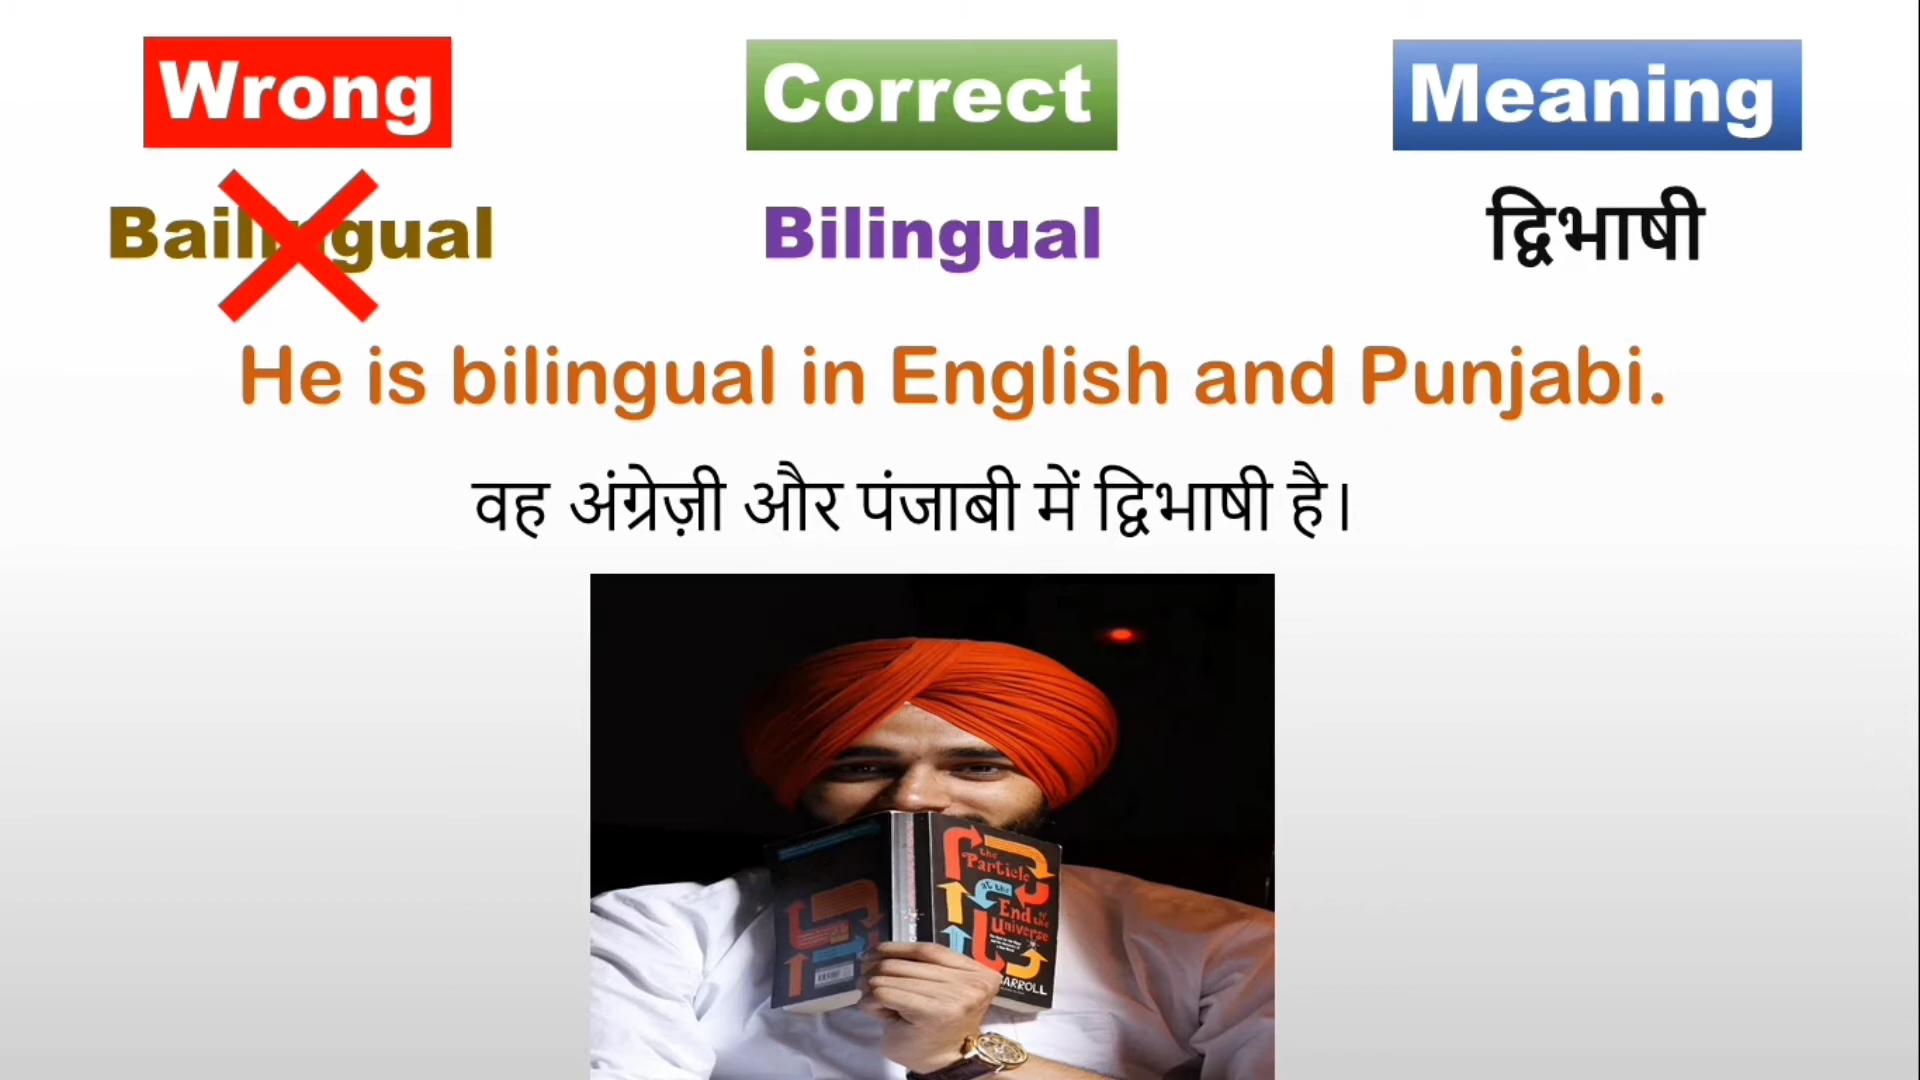 Wrong Correct Meaning
Bailingual Bilingual द्विभाषी
He is bilingual in English and Punjabi.
वह अंग्रेज़ी और पंजाबी में द्विभाषी है।
the
Particle
at the
End of the
Universe
CARROLL